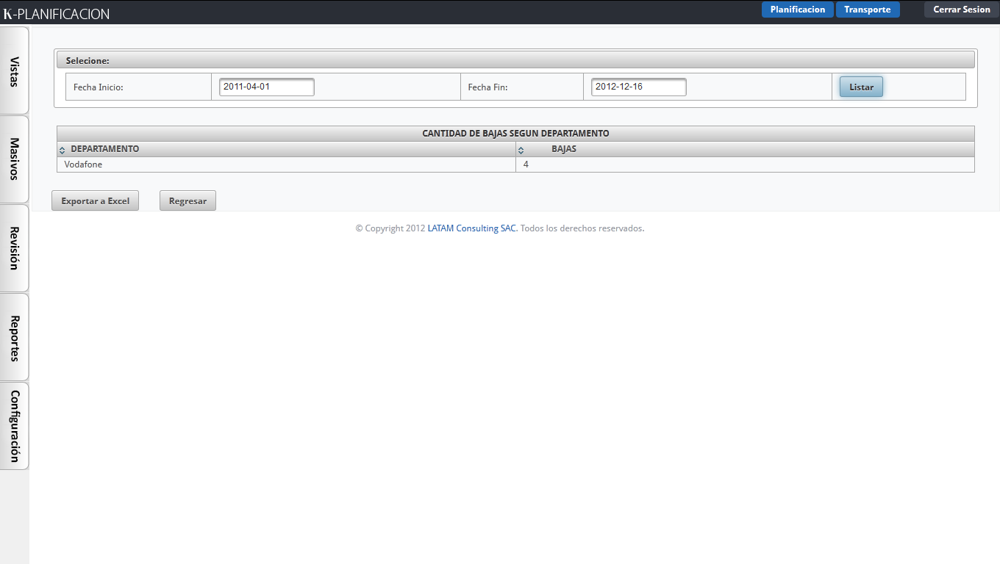 K-PLANIFICACION
Planificacion
Transporte
Cerrar Sesion
Vistas
Masivos
Revisión
Reportes
Configuración
Selecione:
Fecha Inicio: 2011-04-01 Fecha Fin: 2012-12-16 Listar
CANTIDAD DE BAJAS SEGUN DEPARTAMENTO
DEPARTAMENTO BAJAS
Vodafone 4
Exportar a Excel Regresar
© Copyright 2012 LATAM Consulting SAC. Todos los derechos reservados.